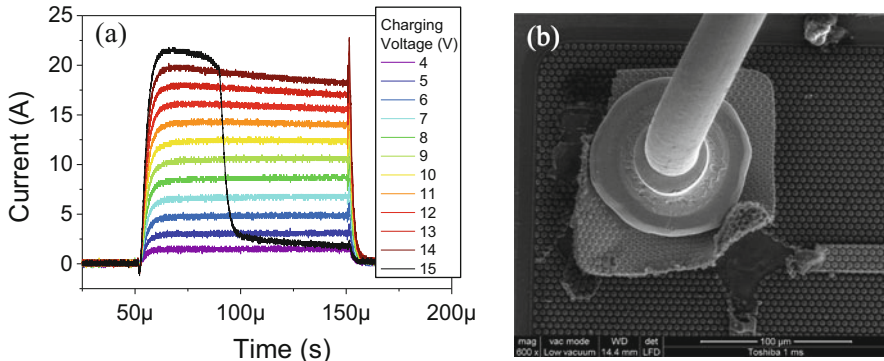 (a)
Current (A)
25
20
15
10
5
0
50µ
100µ
150µ
200µ
Time (s)
Charging
Voltage (V)
4
5
6
7
8
9
10
11
12
13
14
15
(b)
mag
600 x
vac mode
Low vacuum
WD
14.4 mm
det
LFD
100 µm
Toshiba 1 ms